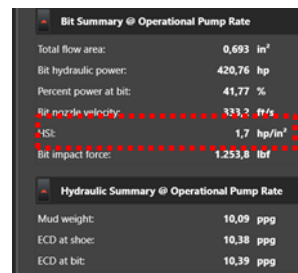 Bit Summary @ Operational Pump Rate
Total flow area: 0,693 in²
Bit hydraulic power: 420,76 hp
Percent power at bit: 41,77 %
Bit nozzle velocity: 333,2 ft/s
HSI: 1,7 hp/in²
Bit impact force: 1.253,8 lbf
Hydraulic Summary @ Operational Pump Rate
Mud weight: 10,09 ppg
ECD at shoe: 10,38 ppg
ECD at bit: 10,39 ppg